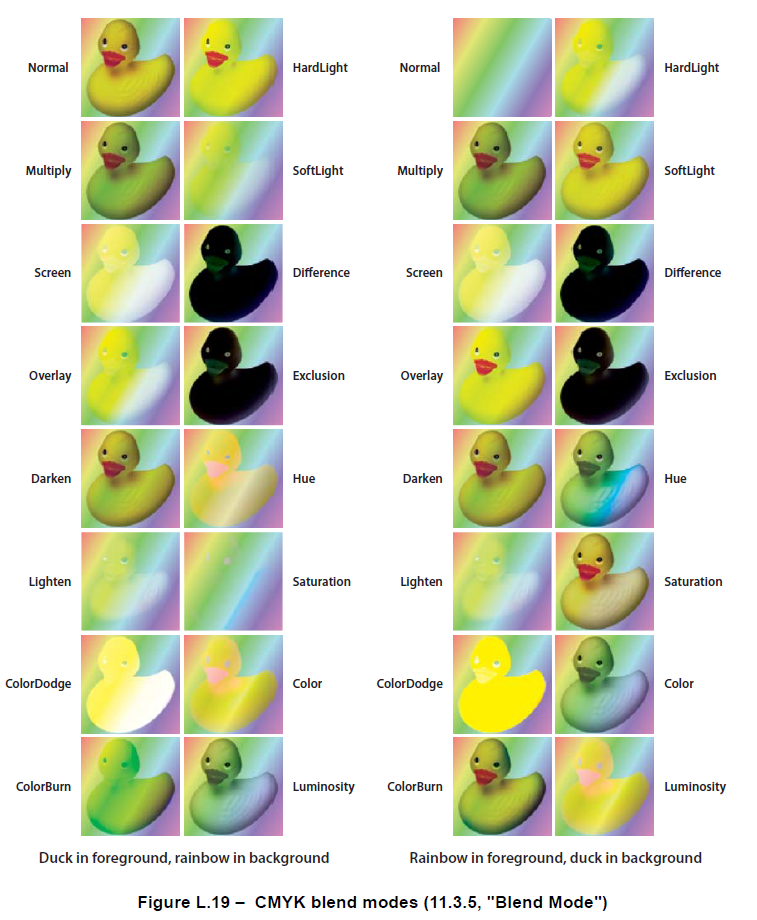 Normal HardLight Normal HardLight
Multiply SoftLight Multiply SoftLight
Screen Difference Screen Difference
Overlay Exclusion Overlay Exclusion
Darken Hue Darken Hue
Lighten Saturation Lighten Saturation
ColorDodge Color ColorDodge Color
ColorBurn Luminosity ColorBurn Luminosity
Duck in foreground, rainbow in background Rainbow in foreground, duck in background
Figure L.19 – CMYK blend modes (11.3.5, "Blend Mode")